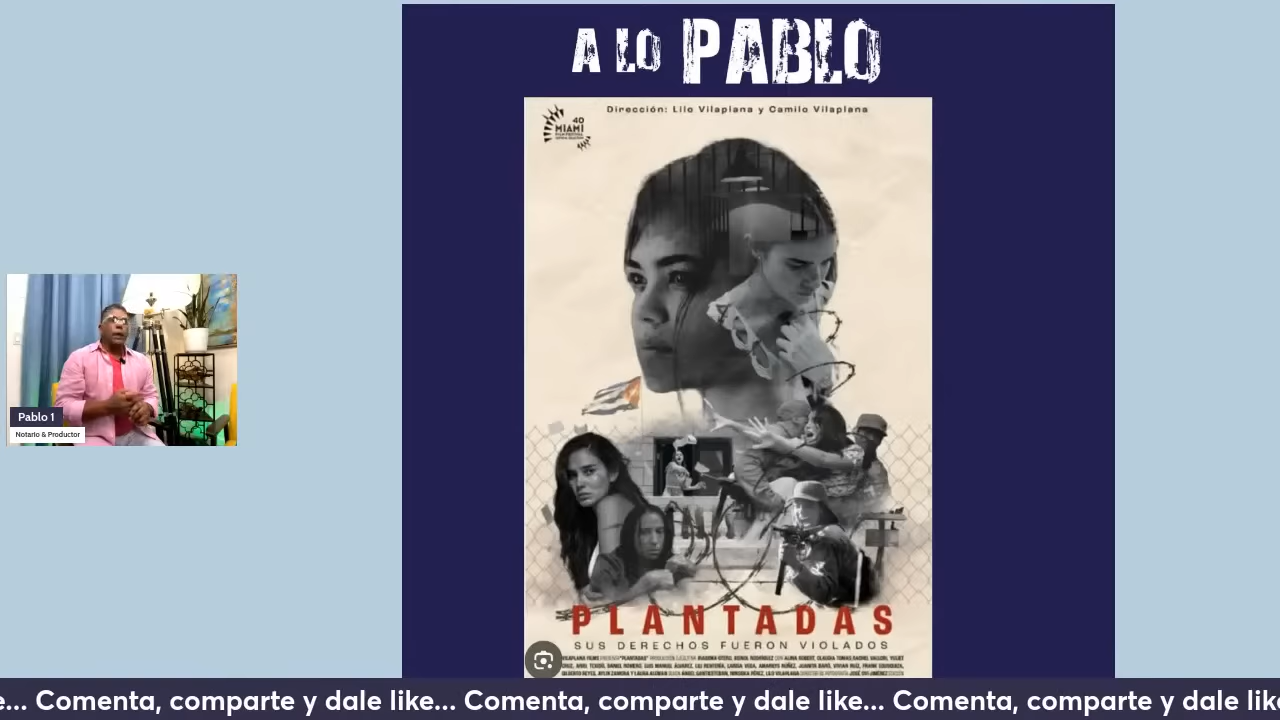 A LO PABLO
40
MIAMI
Dirección: Lilo Vilaplana y Camilo Vilaplana
Pablo 1
Notario & Productor
PLANTADAS
SUS DERECHOS FUERON VIOLADOS
e... Comenta, comparte y dale like... Comenta, comparte y dale like... Comenta, comparte y dale like